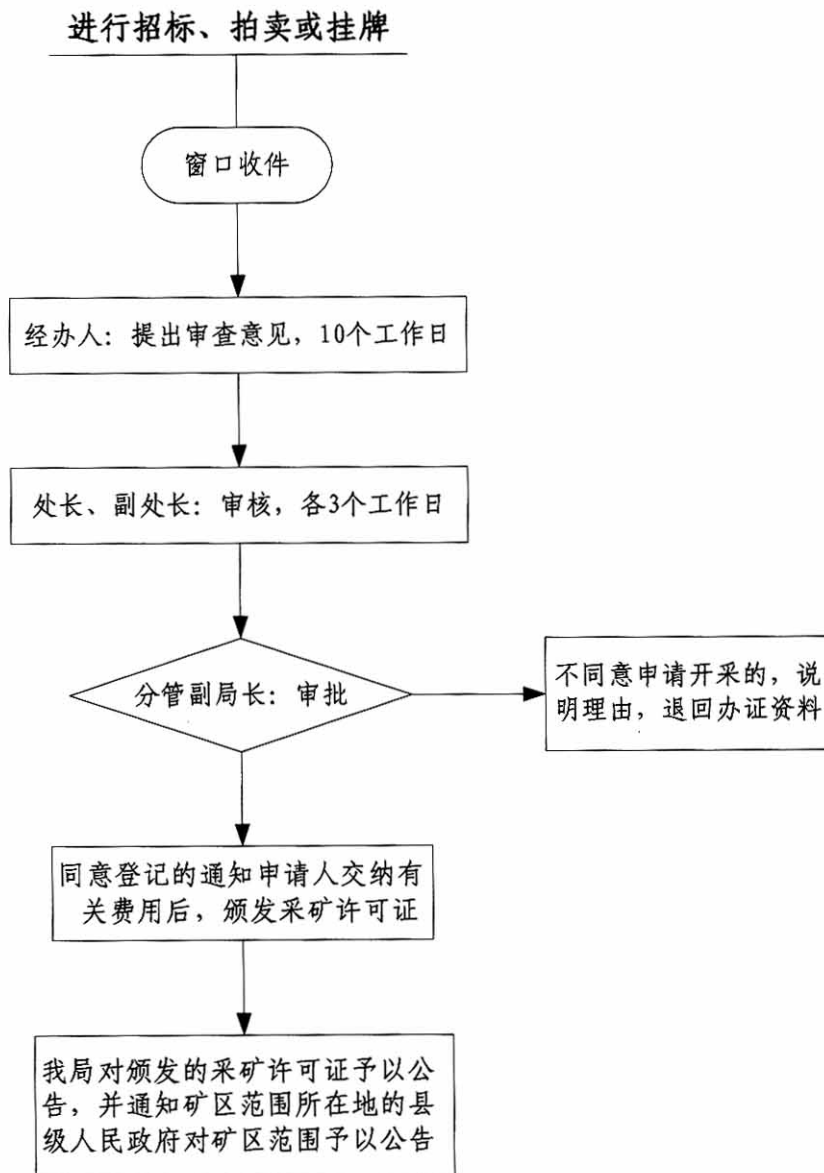 进行招标、拍卖或挂牌
窗口收件
经办人：提出审查意见，10个工作日
处长、副处长：审核，各3个工作日
分管副局长：审批
不同意申请开采的，说
明理由，退回办证资料
同意登记的通知申请人交纳有
关费用后，颁发采矿许可证
我局对颁发的采矿许可证予以公
告，并通知矿区范围所在地的县
级人民政府对矿区范围予以公告